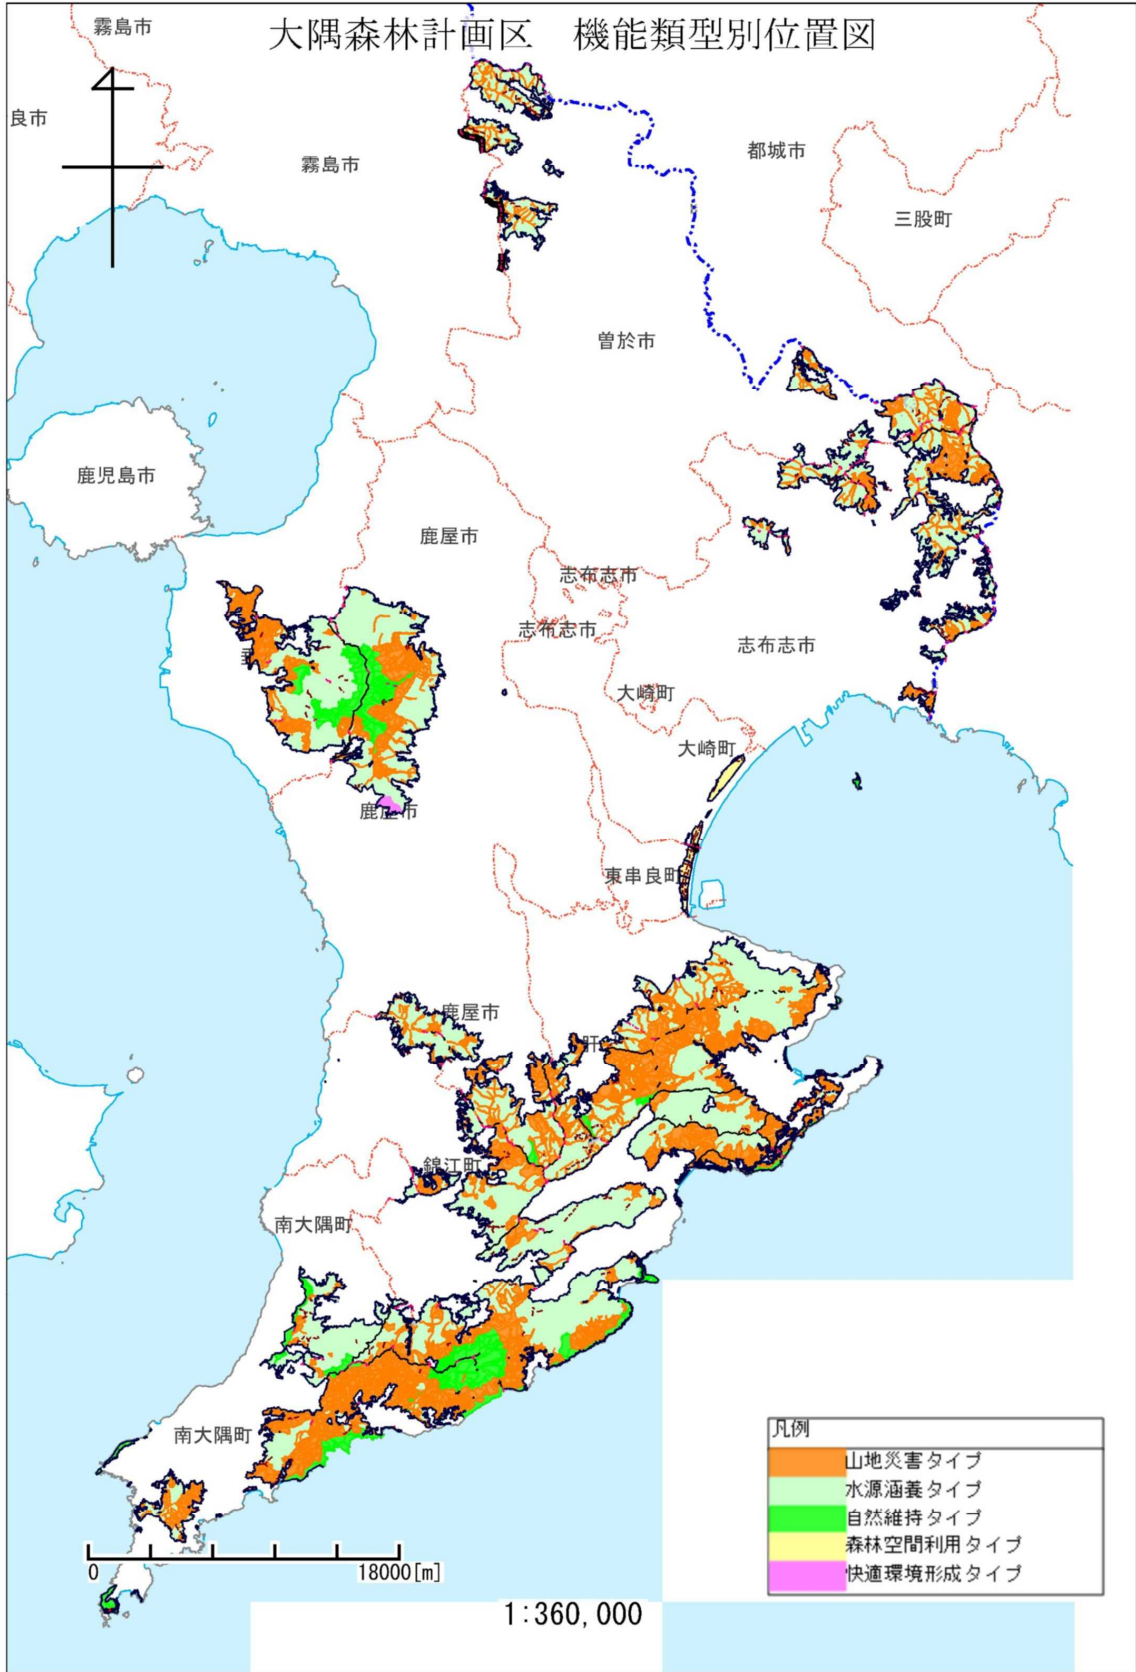 霧島市
大隅森林計画区　機能類型別位置図
良市
霧島市
都城市
三股町
曽於市
鹿児島市
鹿屋市
志布志市
志布志市
志布志市
大崎町
大崎町
鹿屋市
東串良町
鹿屋市
肝
錦江町
南大隅町
南大隅町
凡例
山地災害タイプ
水源涵養タイプ
自然維持タイプ
森林空間利用タイプ
快適環境形成タイプ
0 18000[m]
1:360,000